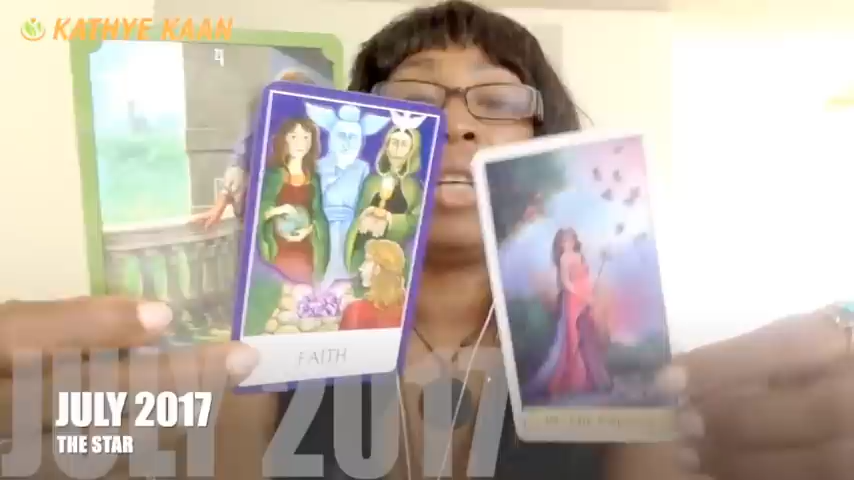 KATHYE KAAN
FAITH
JULY 2017
THE STAR
JULY 2017